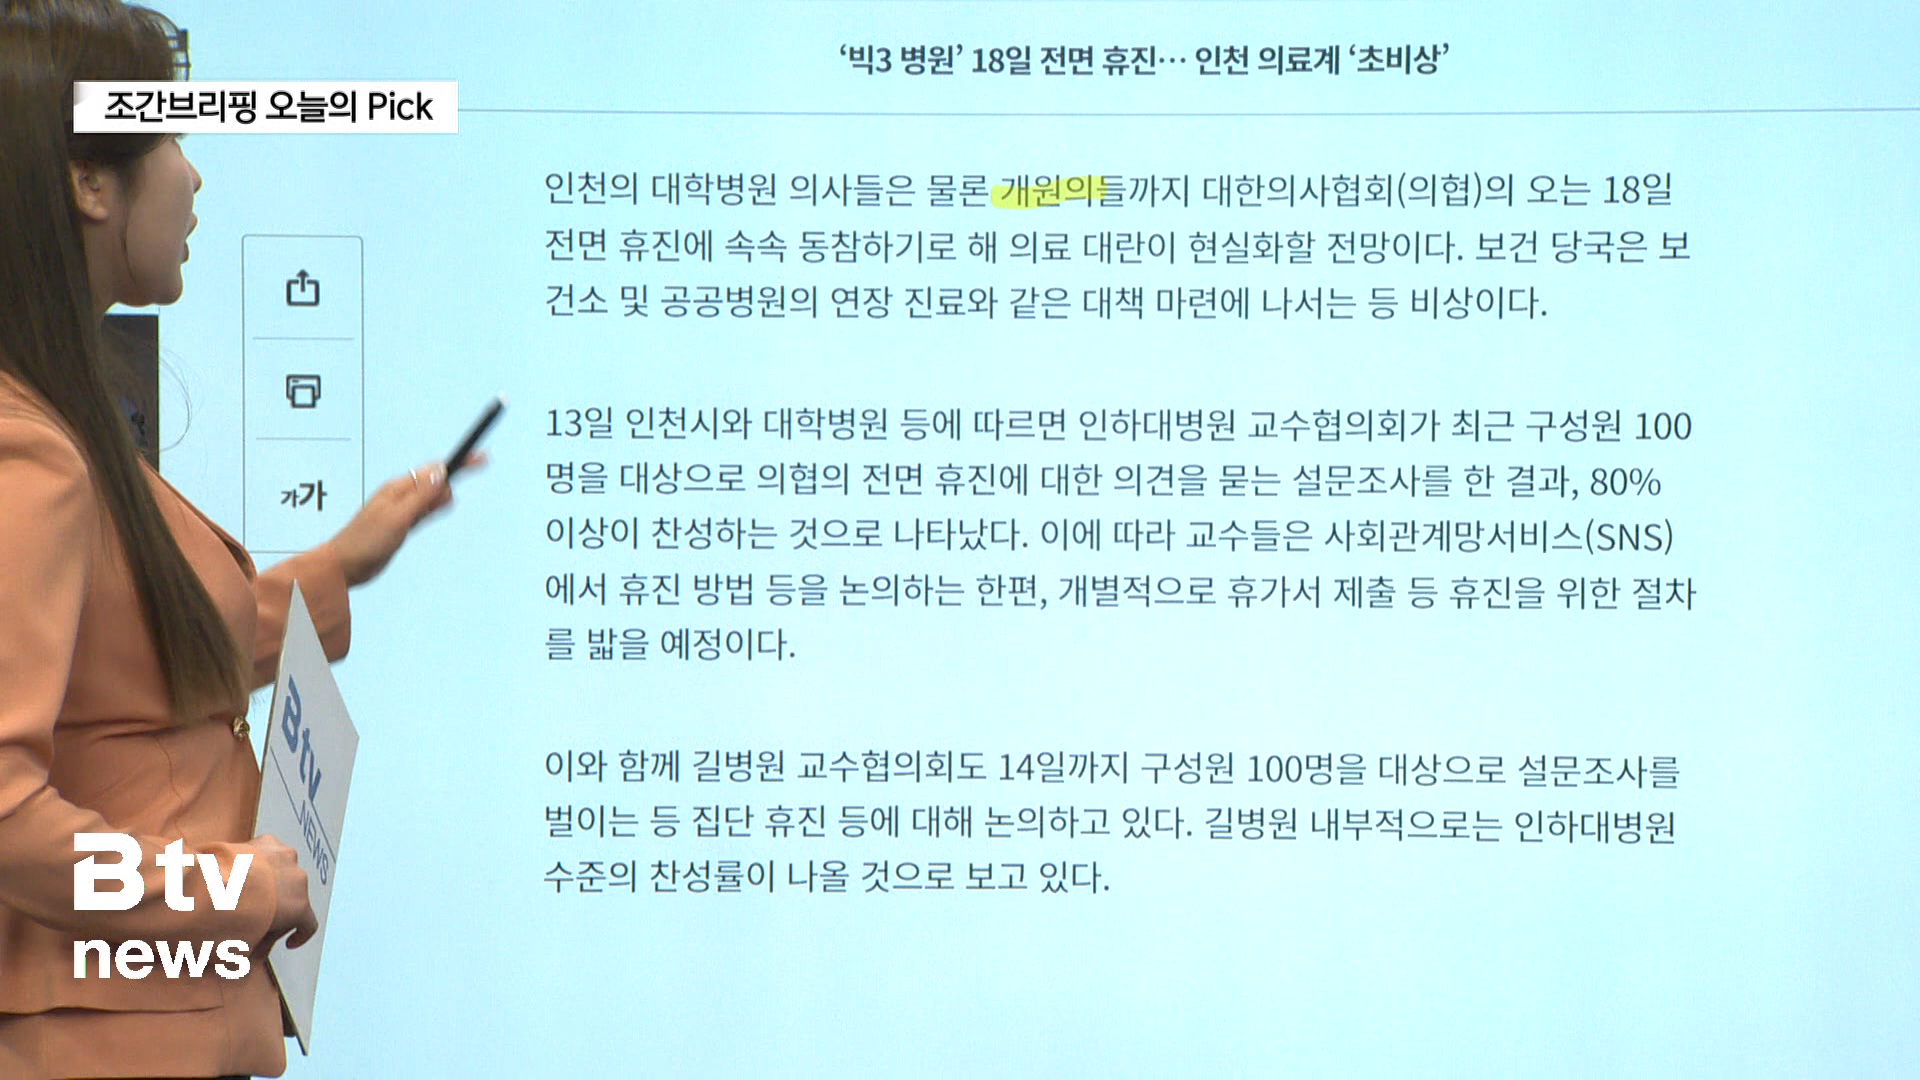 ‘빅3 병원’ 18일 전면 휴진… 인천 의료계 ‘초비상’
조간브리핑 오늘의 Pick
인천의 대학병원 의사들은 물론 개원의들까지 대한의사협회(의협)의 오는 18일
전면 휴진에 속속 동참하기로 해 의료 대란이 현실화할 전망이다. 보건 당국은 보
건소 및 공공병원의 연장 진료와 같은 대책 마련에 나서는 등 비상이다.
13일 인천시와 대학병원 등에 따르면 인하대병원 교수협의회가 최근 구성원 100
명을 대상으로 의협의 전면 휴진에 대한 의견을 묻는 설문조사를 한 결과, 80%
이상이 찬성하는 것으로 나타났다. 이에 따라 교수들은 사회관계망서비스(SNS)
에서 휴진 방법 등을 논의하는 한편, 개별적으로 휴가서 제출 등 휴진을 위한 절차
를 밟을 예정이다.
이와 함께 길병원 교수협의회도 14일까지 구성원 100명을 대상으로 설문조사를
벌이는 등 집단 휴진 등에 대해 논의하고 있다. 길병원 내부적으로는 인하대병원
수준의 찬성률이 나올 것으로 보고 있다.
가가
Btv
NEWS
B tv
news